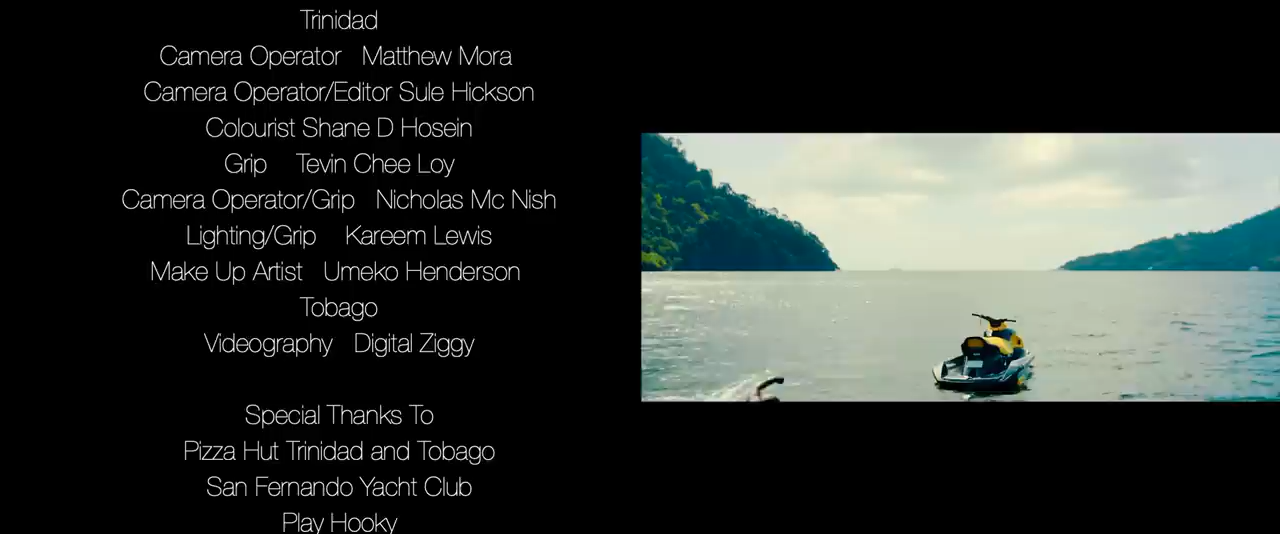 Trinidad
Camera Operator Matthew Mora
Camera Operator/Editor Sule Hickson
Colourist Shane D Hosein
Grip Tevin Chee Loy
Camera Operator/Grip Nicholas Mc Nish
Lighting/Grip Kareem Lewis
Make Up Artist Umeko Henderson
Tobago
Videography Digital Ziggy
Special Thanks To
Pizza Hut Trinidad and Tobago
San Fernando Yacht Club
Play Hooky